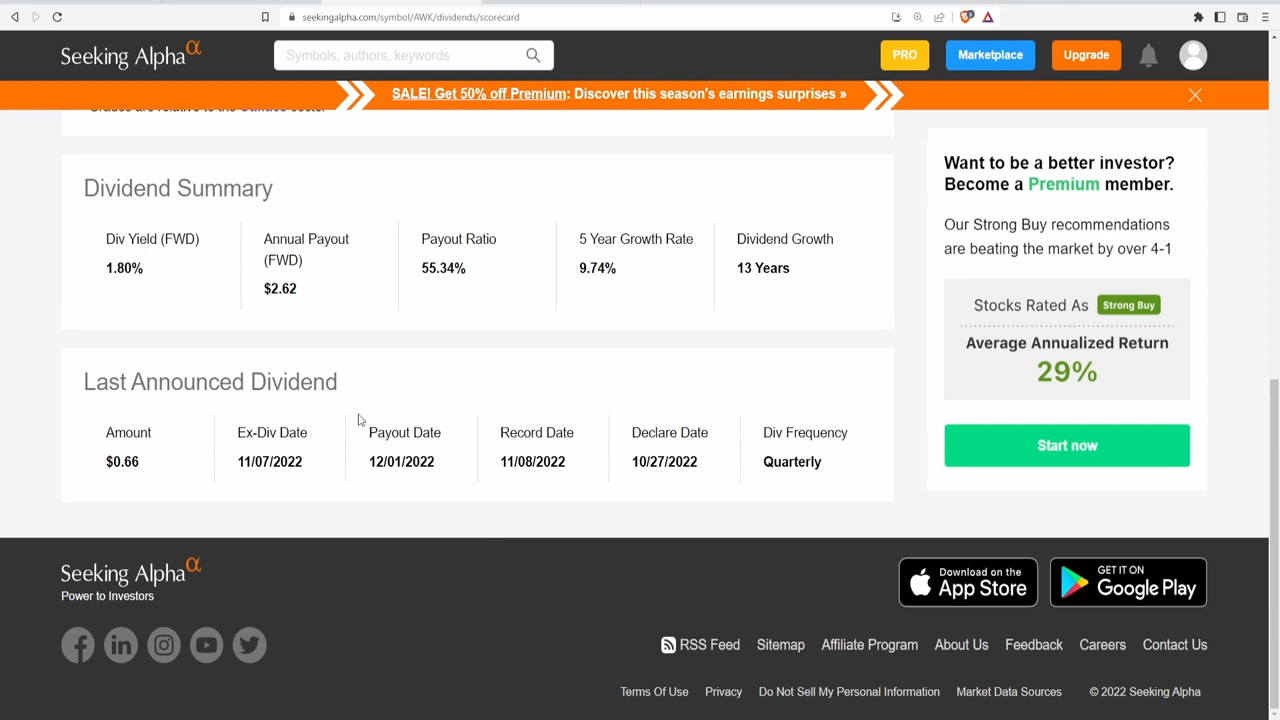 seekingalpha.com/symbol/AWK/dividends/scorecard
Seeking Alpha α
Symbols, authors, keywords
PRO
Marketplace
Upgrade
SALE! Get 50% off Premium: Discover this season's earnings surprises »
Dividend Summary
Div Yield (FWD)
1.80%
Annual Payout
(FWD)
$2.62
Payout Ratio
55.34%
5 Year Growth Rate
9.74%
Dividend Growth
13 Years
Last Announced Dividend
Amount
$0.66
Ex-Div Date
11/07/2022
Payout Date
12/01/2022
Record Date
11/08/2022
Declare Date
10/27/2022
Div Frequency
Quarterly
Want to be a better investor?
Become a Premium member.
Our Strong Buy recommendations
are beating the market by over 4-1
Stocks Rated As Strong Buy
Average Annualized Return
29%
Start now
Seeking Alpha α
Power to Investors
Download on the
App Store
GET IT ON
Google Play
RSS Feed
Sitemap
Affiliate Program
About Us
Feedback
Careers
Contact Us
Terms Of Use
Privacy
Do Not Sell My Personal Information
Market Data Sources
© 2022 Seeking Alpha